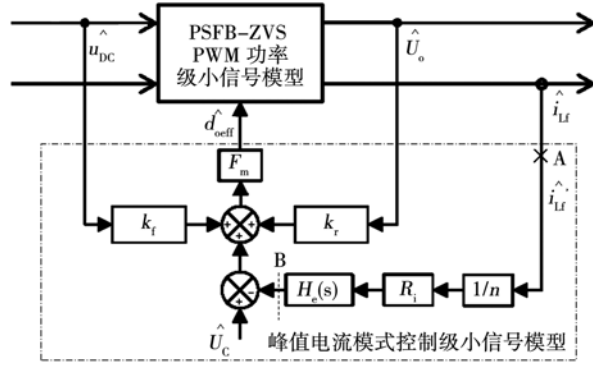 PSFB-ZVS
PWM 功率
级小信号模型
û_DC
Û_o
î_Lf
d̂_oeff
A
F_m
î_Lf'
k_f
+ + +
k_r
B
- +
H_e(s)
R_i
1/n
Û_C
峰值电流模式控制级小信号模型